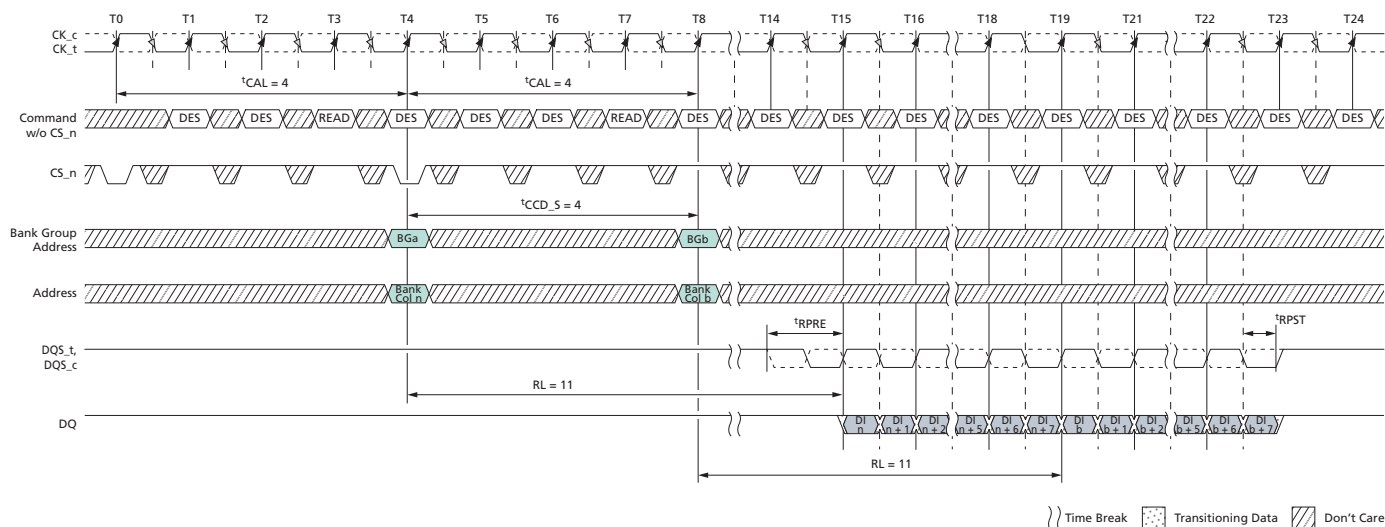 T0 T1 T2 T3 T4 T5 T6 T7 T8 T14 T15 T16 T18 T19 T21 T22 T23 T24
CK_c
CK_t
tCAL = 4 tCAL = 4
Command
w/o CS_n
DES DES READ DES DES DES READ DES DES DES DES DES DES DES DES DES DES
CS_n
tCCD_S = 4
Bank Group
Address
BGa BGb
Address
Bank
Col n
Bank
Col b
tRPRE tRPST
DQS_t,
DQS_c
RL = 11
DQ
DI
n
DI
n + 1
DI
n + 2
DI
n + 5
DI
n + 6
DI
n + 7
DI
b
DI
b + 1
DI
b + 2
DI
b + 5
DI
b + 6
DI
b + 7
RL = 11
Time Break Transitioning Data Don't Care